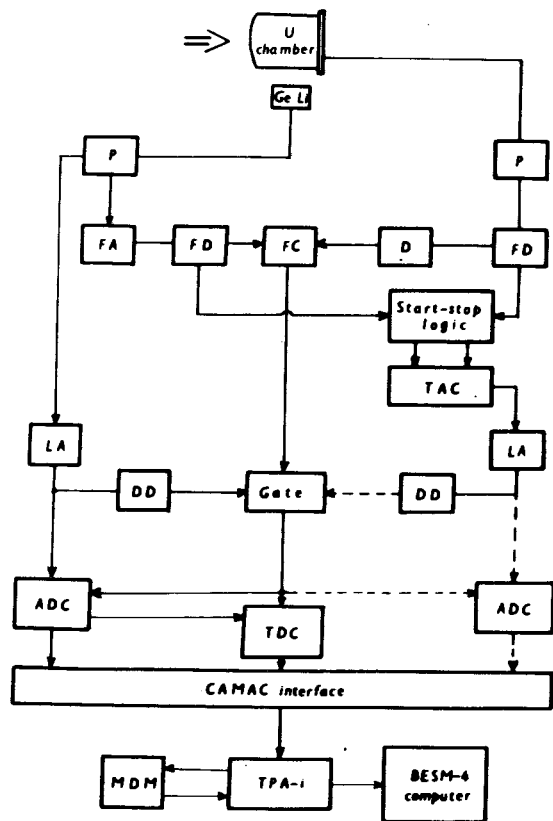 U
chamber
Ge Li
P
P
FA
FD
FC
D
FD
Start-stop
logic
TAC
LA
LA
DD
Gate
DD
ADC
TDC
ADC
CAMAC interface
MDM
TPA-i
BESM-4
computer